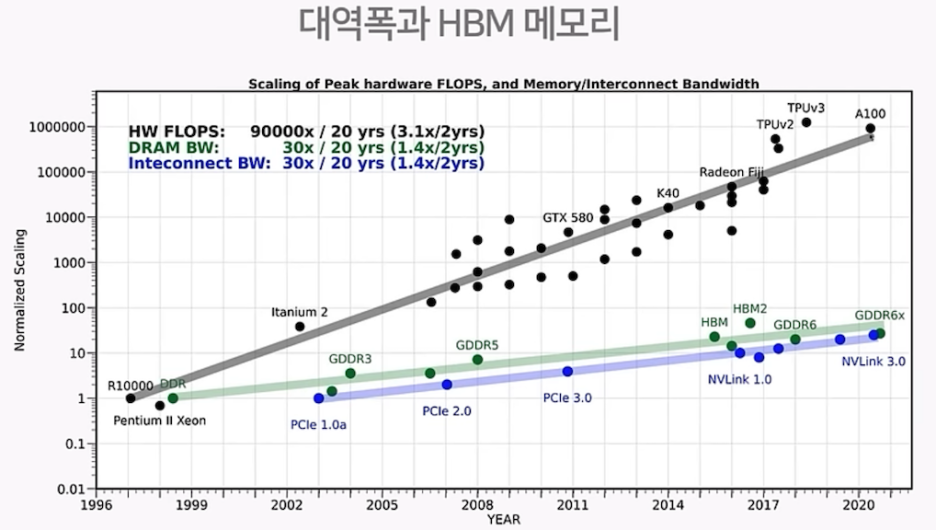 대역폭과 HBM 메모리
Scaling of Peak hardware FLOPS, and Memory/Interconnect Bandwidth
HW FLOPS: 90000x / 20 yrs (3.1x/2yrs)
DRAM BW: 30x / 20 yrs (1.4x/2yrs)
Inteconnect BW: 30x / 20 yrs (1.4x/2yrs)
Normalized Scaling
1000000
100000
10000
1000
100
10
1
0.1
0.01
TPUv3
A100
TPUv2
Radeon Fiji
K40
GTX 580
Itanium 2
R10000
Pentium II Xeon
DDR
GDDR3
GDDR5
HBM
HBM2
GDDR6
GDDR6x
PCIe 1.0a
PCIe 2.0
PCIe 3.0
NVLink 1.0
NVLink 3.0
1996 1999 2002 2005 2008 2011 2014 2017 2020
YEAR